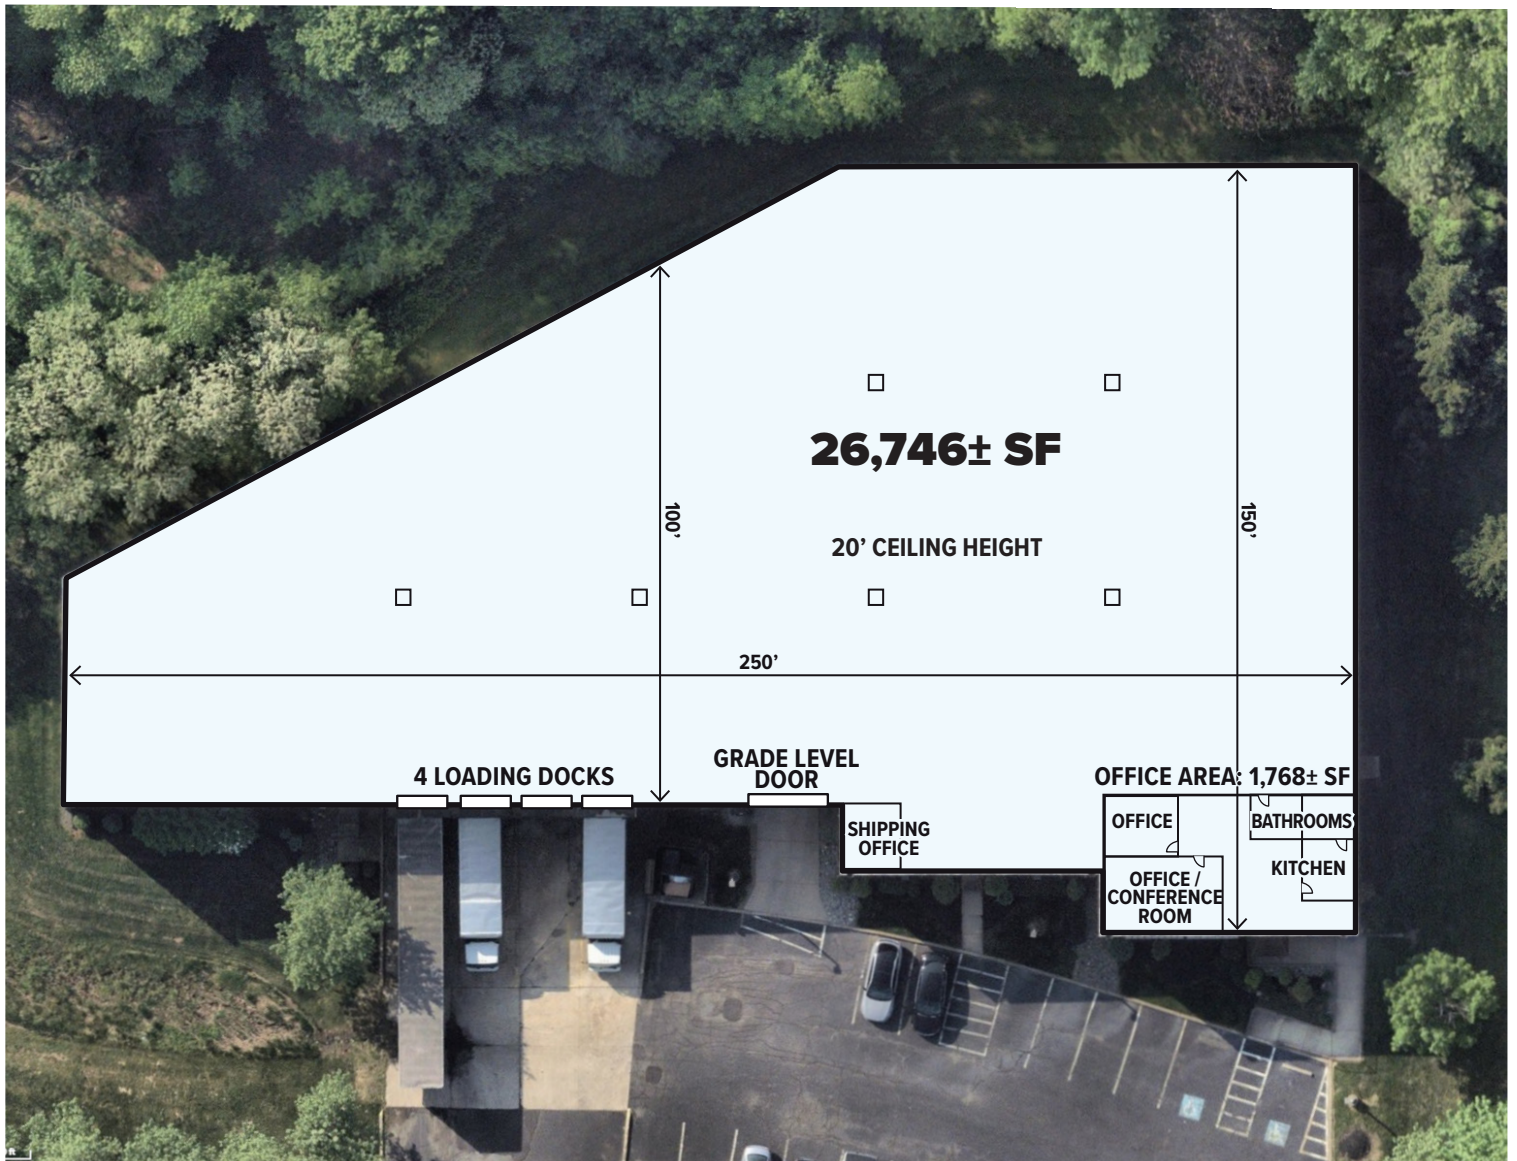 26,746± SF
100’
150’
20’ CEILING HEIGHT
250’
GRADE LEVEL
DOOR
4 LOADING DOCKS
OFFICE AREA: 1,768± SF
SHIPPING
OFFICE
OFFICE
BATHROOMS
KITCHEN
OFFICE /
CONFERENCE
ROOM